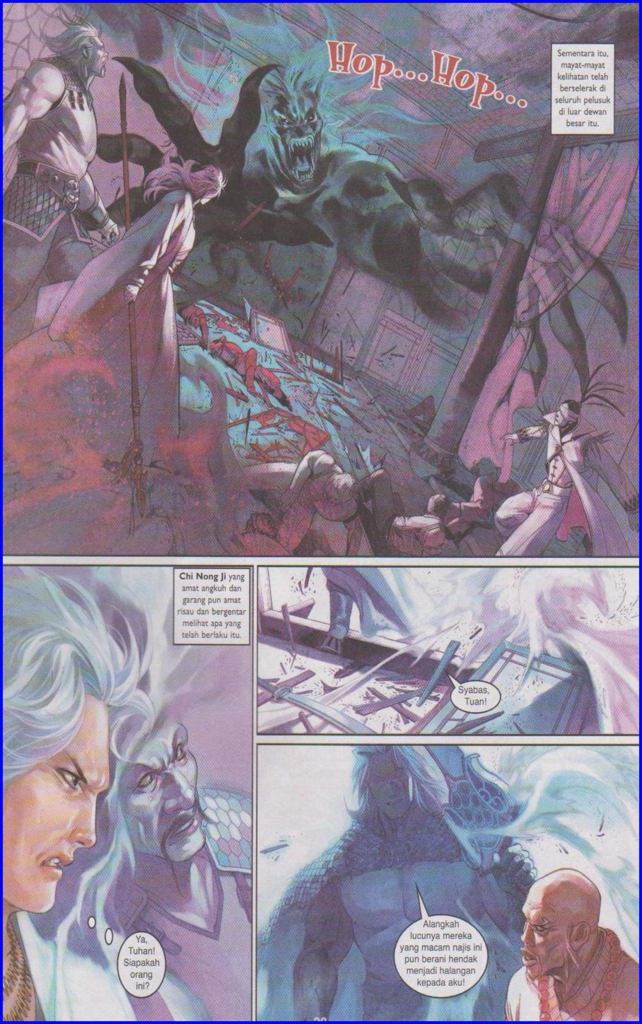 Hop...Hop...
Sementara itu,
mayat-mayat
kelihatan telah
berselerak di
seluruh pelusuk
di luar dewan
besar itu.
Chi Nong Ji yang
amat angkuh dan
garang pun amat
risau dan bergentar
melihat apa yang
telah berlaku itu.
Ya,
Tuhan!
Siapakah
orang
ini?
Syabas,
Tuan!
Alangkah
lucunya mereka
yang macam najis ini
pun berani hendak
menjadi halangan
kepada aku!